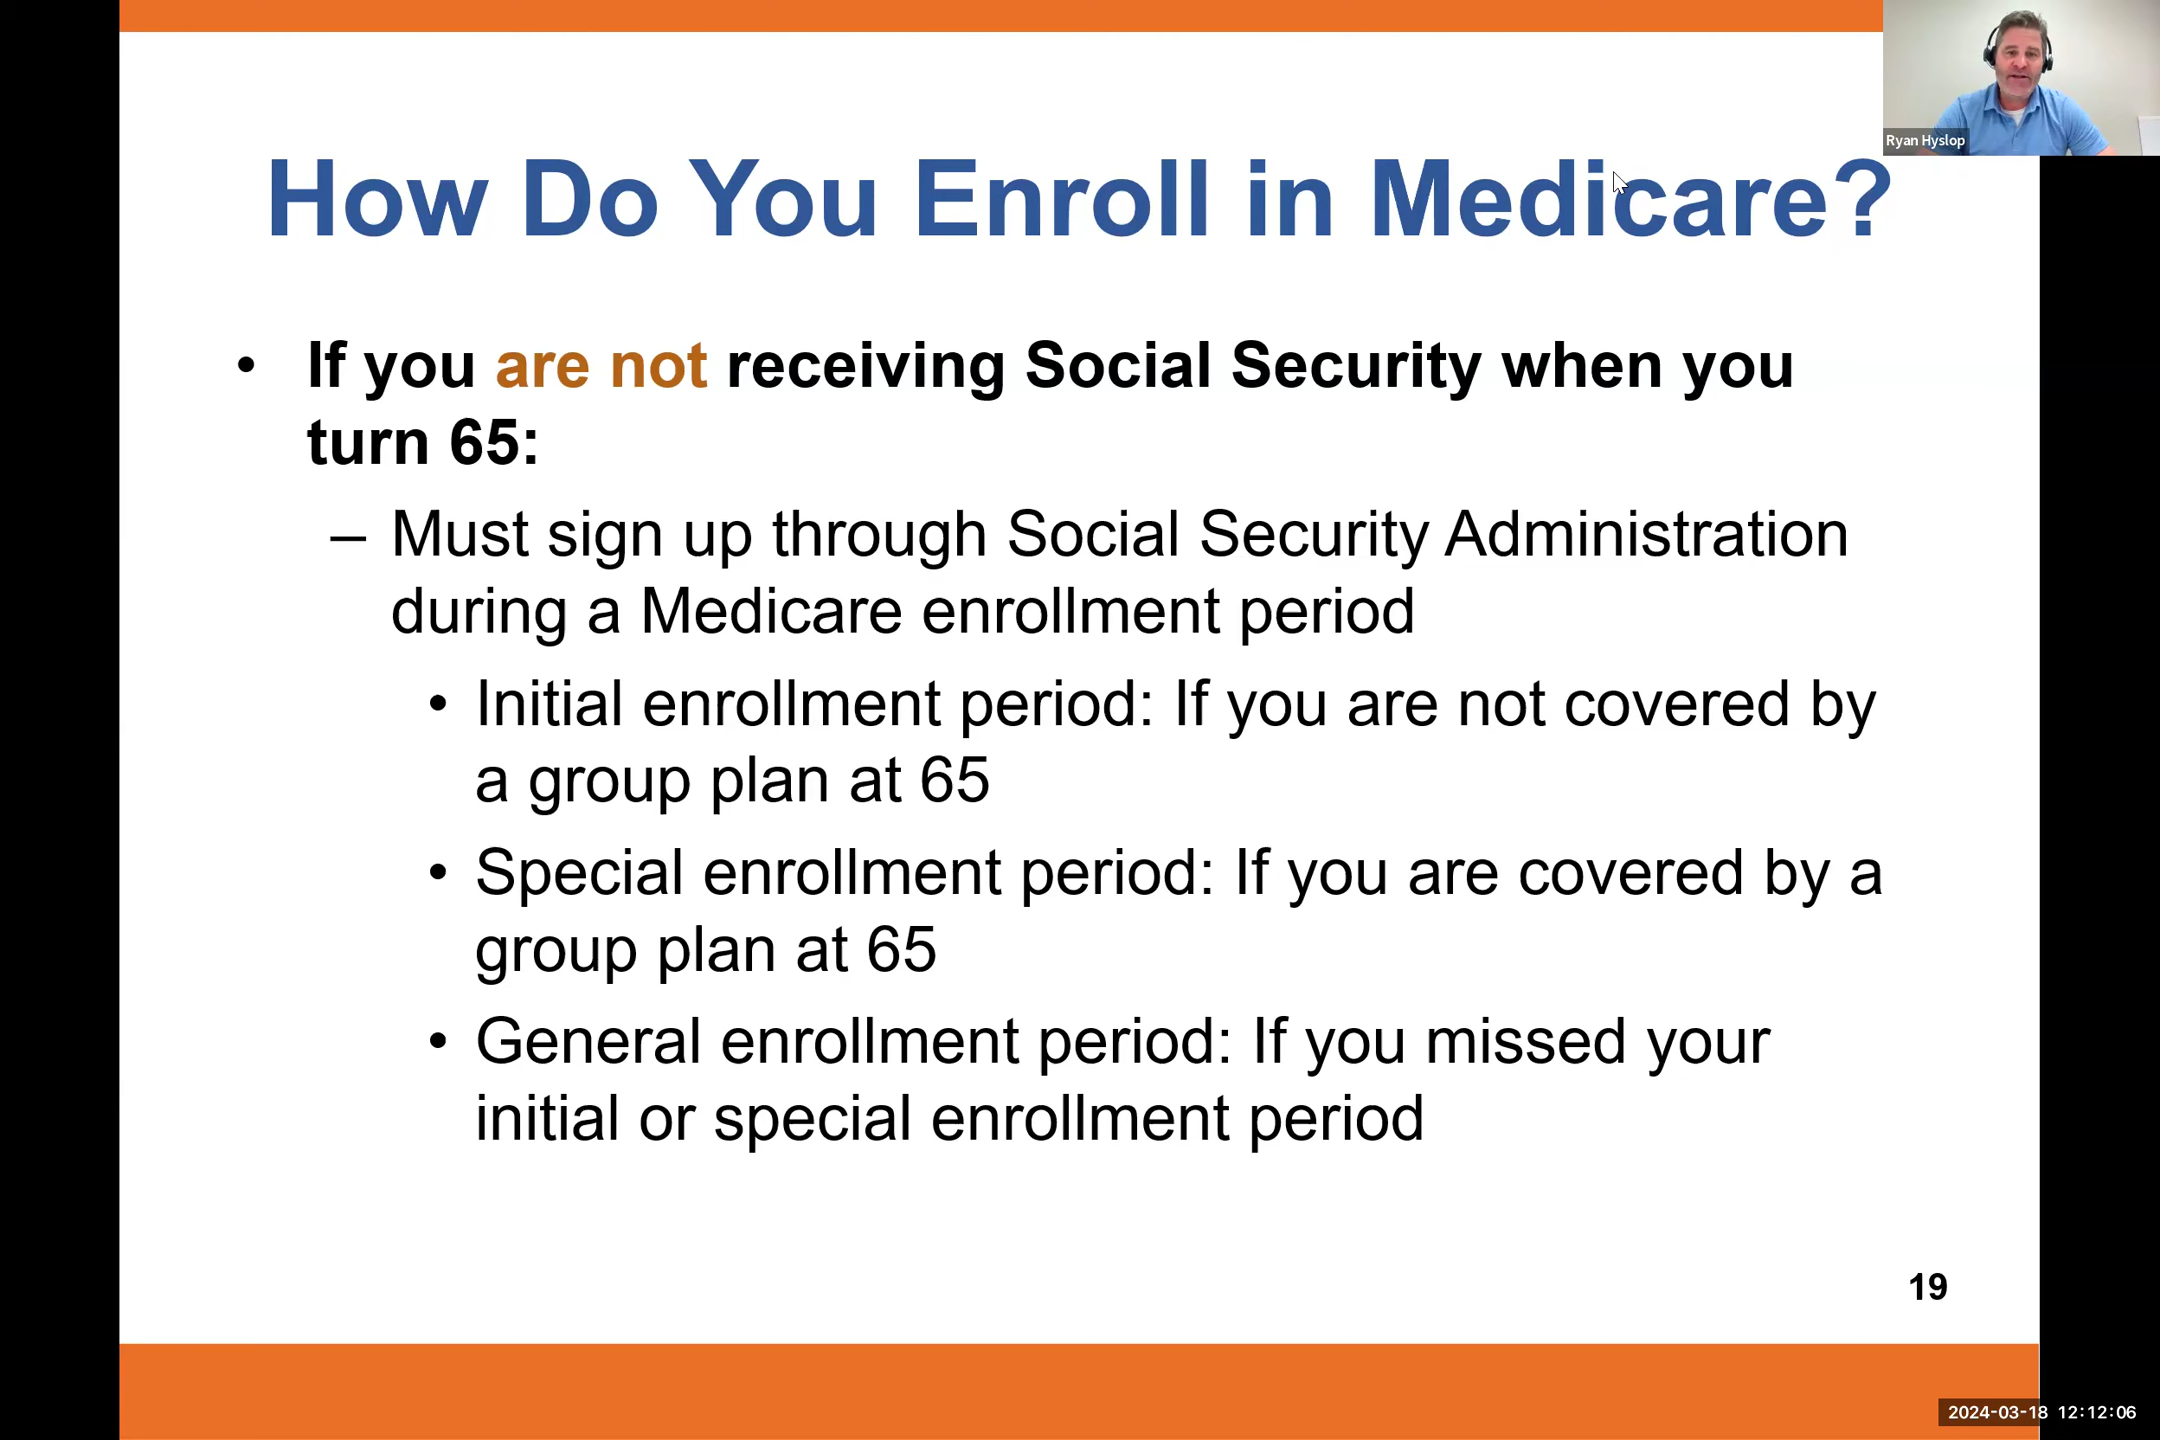 Ryan Hyslop
How Do You Enroll in Medicare?
• If you are not receiving Social Security when you
turn 65:
– Must sign up through Social Security Administration
during a Medicare enrollment period
• Initial enrollment period: If you are not covered by
a group plan at 65
• Special enrollment period: If you are covered by a
group plan at 65
• General enrollment period: If you missed your
initial or special enrollment period
19
2024-03-18 12:12:06